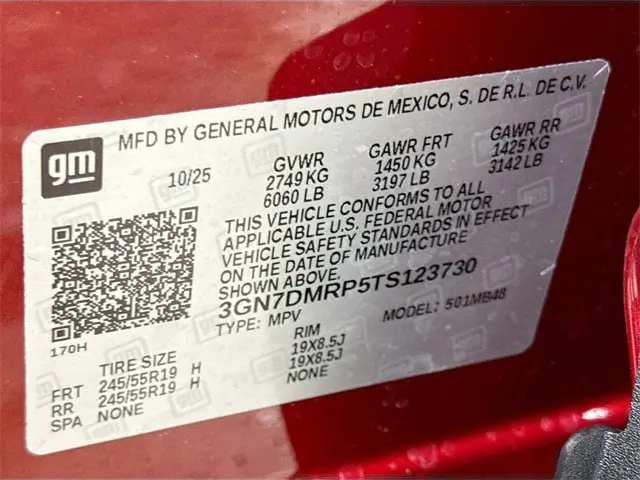 gm
MFD BY GENERAL MOTORS DE MEXICO, S. DE R.L. DE C.V.
10/25
GVWR GAWR FRT GAWR RR
2749 KG 1450 KG 1425 KG
6060 LB 3197 LB 3142 LB
THIS VEHICLE CONFORMS TO ALL
APPLICABLE U.S. FEDERAL MOTOR
VEHICLE SAFETY STANDARDS IN EFFECT
ON THE DATE OF MANUFACTURE
SHOWN ABOVE.
3GN7DMRP5TS123730
TYPE: MPV MODEL: 501MB48
170H
TIRE SIZE RIM
FRT 245/55R19 H 19X8.5J
RR 245/55R19 H 19X8.5J
SPA NONE NONE